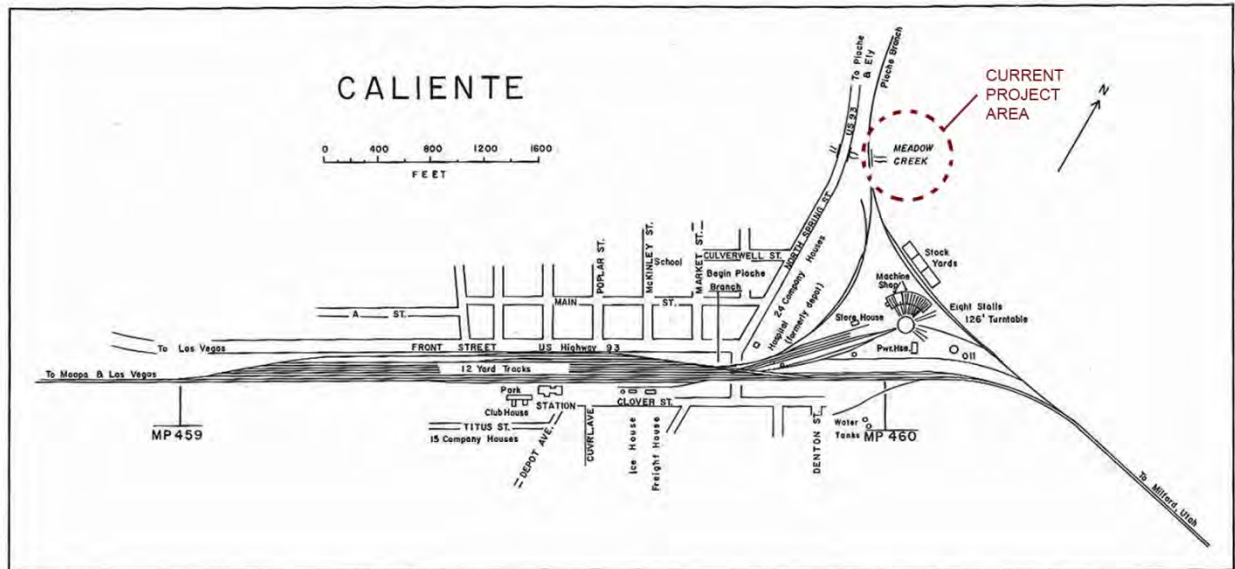 CALIENTE
0 400 800 1600
FEET
To Pioche
& Ely
US 93
Pioche Branch
CURRENT
PROJECT
AREA
N
MEADOW
CREEK
NORTH SPRING ST.
24 Company Houses
Hospital (formerly depot)
Stock
Yards
Machine
Shop
Eight Stalls
126' Turntable
Store House
Pwr. Hse.
Oil
POPLAR ST.
McKINLEY ST.
School
MARKET ST.
CULVERWELL ST.
Begin Pioche
Branch
MAIN ST.
A ST.
To Las Vegas
FRONT STREET US Highway 93
12 Yard Tracks
To Moapa & Las Vegas
Park
Club House
STATION
CLOVER ST.
MP 459
TITUS ST.
15 Company Houses
DEPOT AVE.
CUVRL.AVE.
Ice House
Freight House
DENTON ST.
Water
Tanks
MP 460
To Milford, Utah